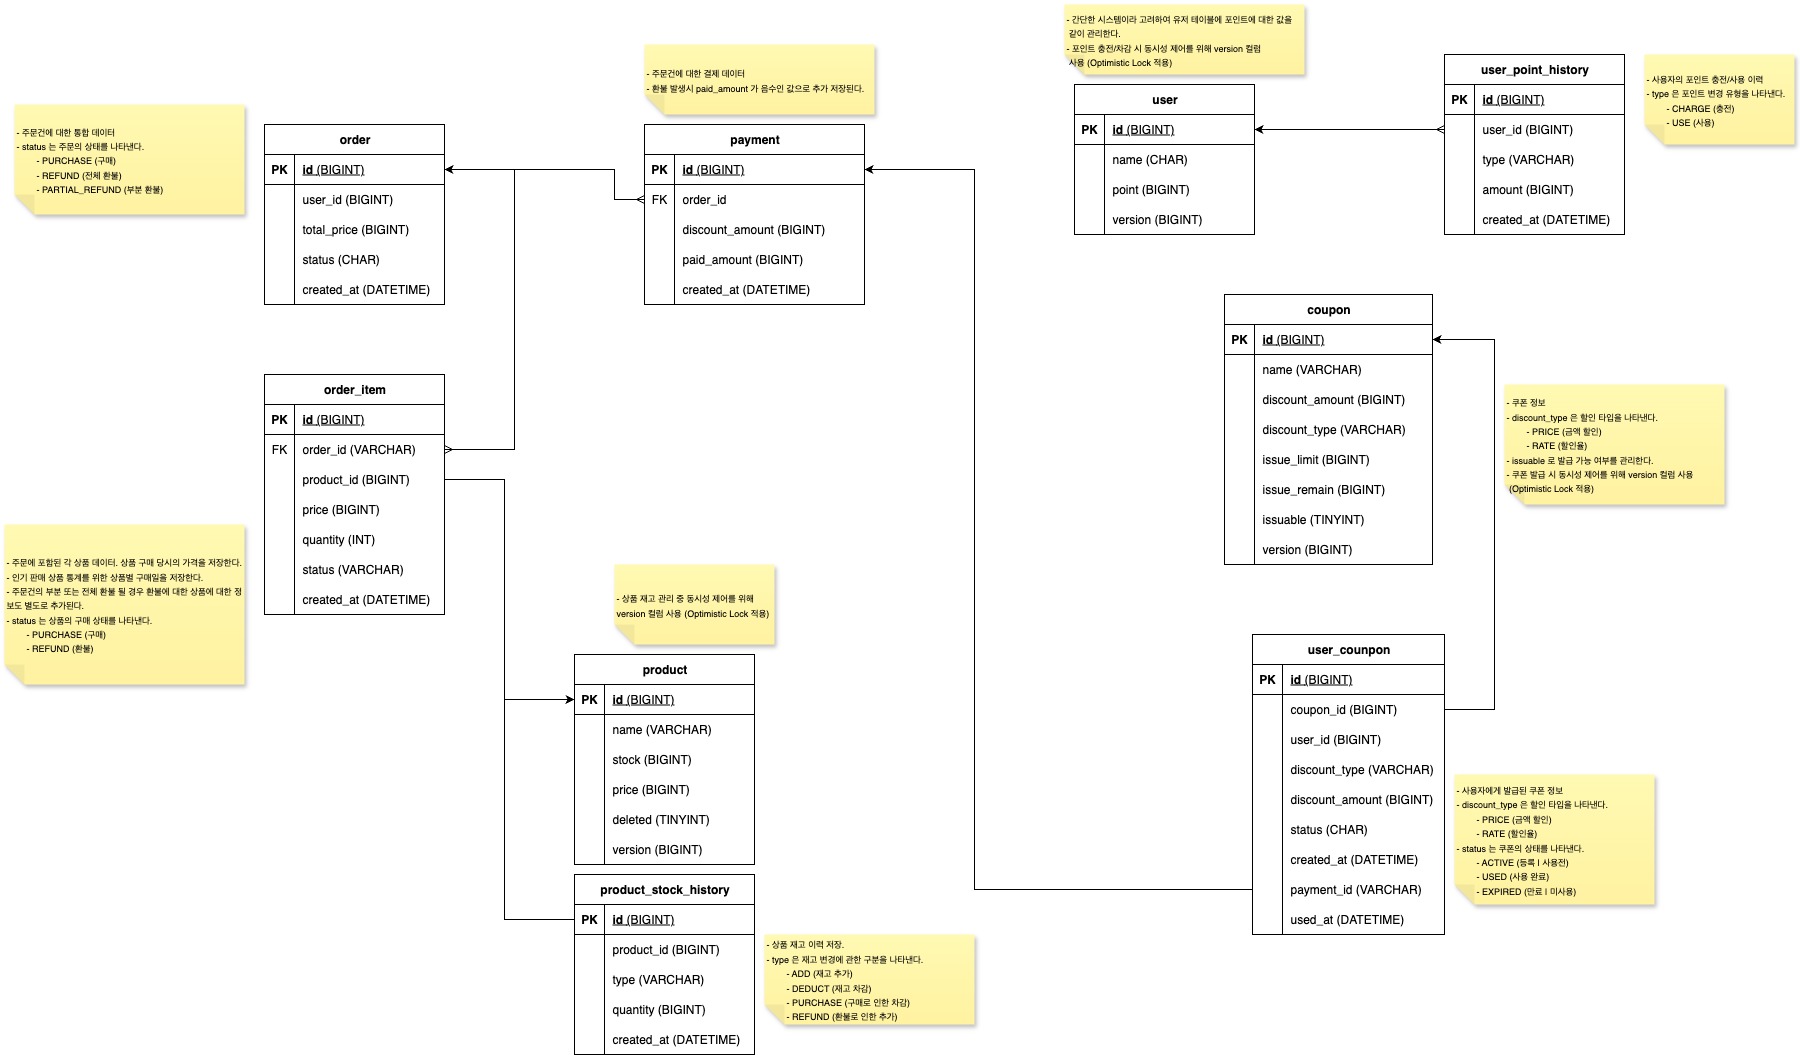 - 주문건에 대한 통합 데이터
- status 는 주문의 상태를 나타낸다.
- PURCHASE (구매)
- REFUND (전체 환불)
- PARTIAL_REFUND (부분 환불)
order
PK id (BIGINT)
user_id (BIGINT)
total_price (BIGINT)
status (CHAR)
created_at (DATETIME)
- 주문건에 대한 결제 데이터
- 환불 발생시 paid_amount 가 음수인 값으로 추가 저장된다.
payment
PK id (BIGINT)
FK order_id
discount_amount (BIGINT)
paid_amount (BIGINT)
created_at (DATETIME)
- 간단한 시스템이라 고려하여 유저 테이블에 포인트에 대한 값을
같이 관리한다.
- 포인트 충전/차감 시 동시성 제어를 위해 version 컬럼
사용 (Optimistic Lock 적용)
user
PK id (BIGINT)
name (CHAR)
point (BIGINT)
version (BIGINT)
user_point_history
PK id (BIGINT)
user_id (BIGINT)
type (VARCHAR)
amount (BIGINT)
created_at (DATETIME)
- 사용자의 포인트 충전/사용 이력
- type 은 포인트 변경 유형을 나타낸다.
- CHARGE (충전)
- USE (사용)
order_item
PK id (BIGINT)
FK order_id (VARCHAR)
product_id (BIGINT)
price (BIGINT)
quantity (INT)
status (VARCHAR)
created_at (DATETIME)
- 주문에 포함된 각 상품 데이터. 상품 구매 당시의 가격을 저장한다.
- 인기 판매 상품 통계를 위한 상품별 구매일을 저장한다.
- 주문건의 부분 또는 전체 환불 될 경우 환불에 대한 상품에 대한 정
보도 별도로 추가된다.
- status 는 상품의 구매 상태를 나타낸다.
- PURCHASE (구매)
- REFUND (환불)
- 상품 재고 관리 중 동시성 제어를 위해
version 컬럼 사용 (Optimistic Lock 적용)
product
PK id (BIGINT)
name (VARCHAR)
stock (BIGINT)
price (BIGINT)
deleted (TINYINT)
version (BIGINT)
product_stock_history
PK id (BIGINT)
product_id (BIGINT)
type (VARCHAR)
quantity (BIGINT)
created_at (DATETIME)
- 상품 재고 이력 저장.
- type 은 재고 변경에 관한 구분을 나타낸다.
- ADD (재고 추가)
- DEDUCT (재고 차감)
- PURCHASE (구매로 인한 차감)
- REFUND (환불로 인한 추가)
coupon
PK id (BIGINT)
name (VARCHAR)
discount_amount (BIGINT)
discount_type (VARCHAR)
issue_limit (BIGINT)
issue_remain (BIGINT)
issuable (TINYINT)
version (BIGINT)
- 쿠폰 정보
- discount_type 은 할인 타입을 나타낸다.
- PRICE (금액 할인)
- RATE (할인율)
- issuable 로 발급 가능 여부를 관리한다.
- 쿠폰 발급 시 동시성 제어를 위해 version 컬럼 사용
(Optimistic Lock 적용)
user_counpon
PK id (BIGINT)
coupon_id (BIGINT)
user_id (BIGINT)
discount_type (VARCHAR)
discount_amount (BIGINT)
status (CHAR)
created_at (DATETIME)
payment_id (VARCHAR)
used_at (DATETIME)
- 사용자에게 발급된 쿠폰 정보
- discount_type 은 할인 타입을 나타낸다.
- PRICE (금액 할인)
- RATE (할인율)
- status 는 쿠폰의 상태를 나타낸다.
- ACTIVE (등록 | 사용전)
- USED (사용 완료)
- EXPIRED (만료 | 미사용)